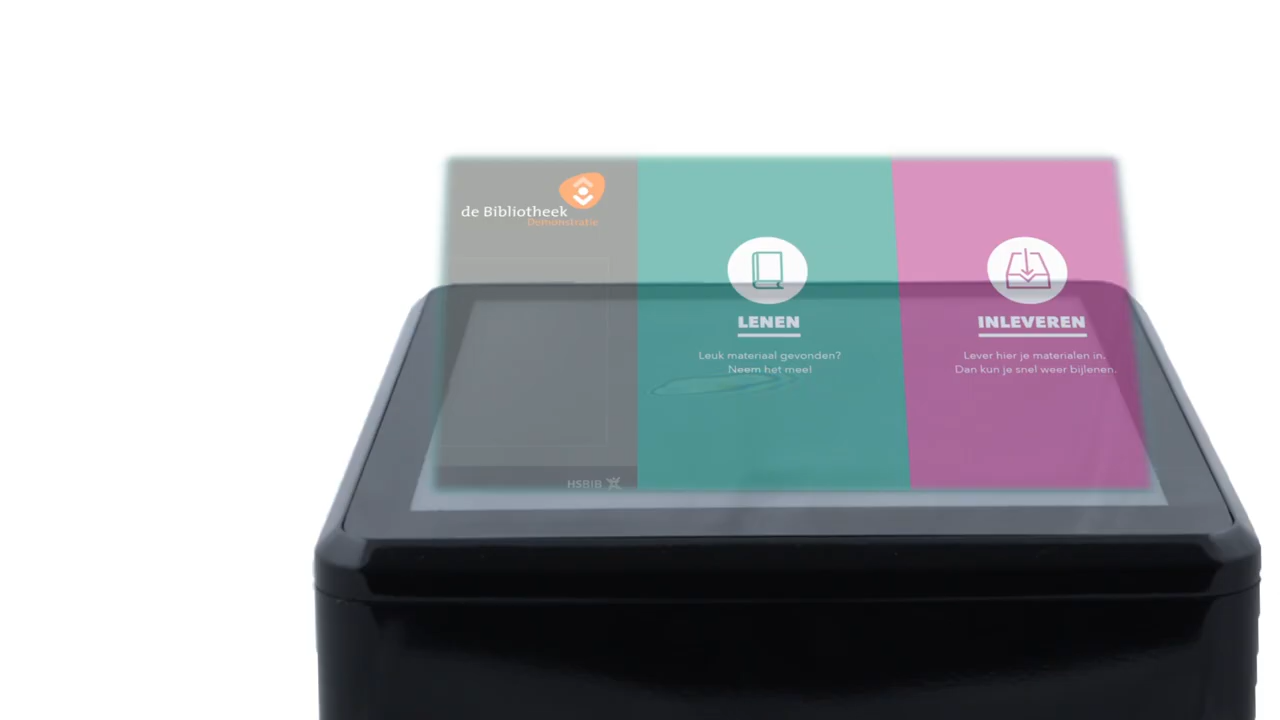 de Bibliotheek
Demonstratie
LENEN
Leuk materiaal gevonden?
Neem het mee!
INLEVEREN
Lever hier je materialen in.
Dan kun je snel weer bijlenen.
HSBIB